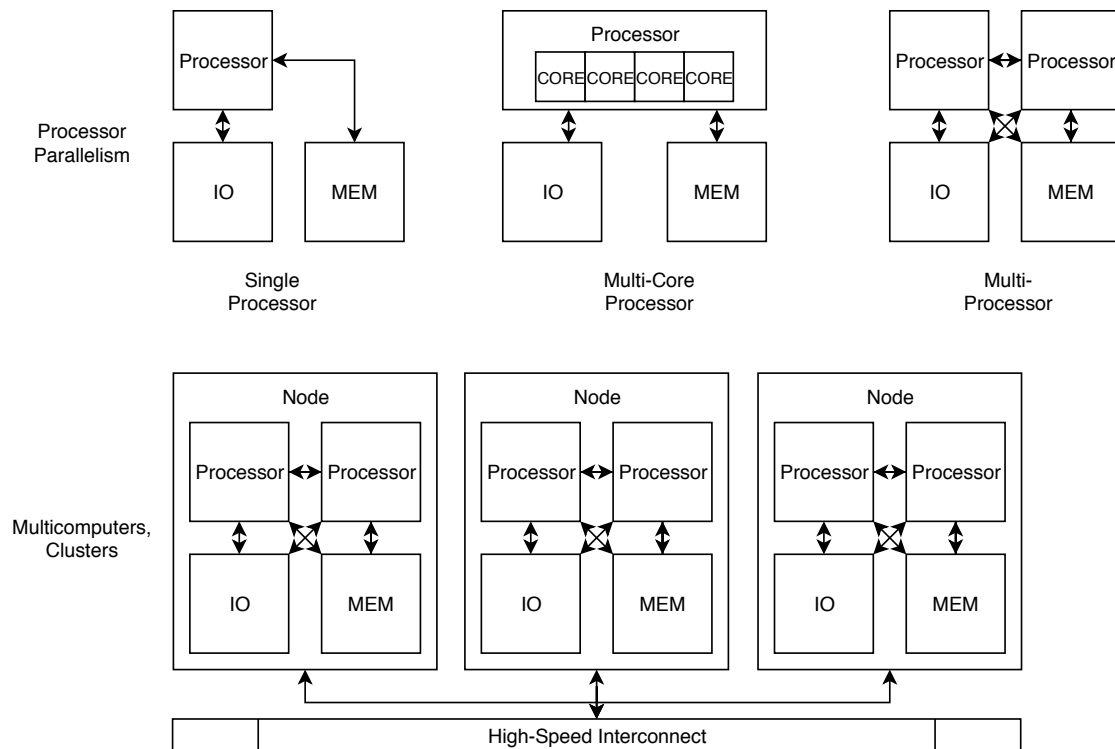 Processor
Processor
CORE CORE CORE CORE
Processor
Processor
Processor
Parallelism
IO
MEM
IO
MEM
IO
MEM
Single
Processor
Multi-Core
Processor
Multi-
Processor
Node
Node
Node
Processor
Processor
Processor
Processor
Processor
Processor
Multicomputers,
Clusters
IO
MEM
IO
MEM
IO
MEM
High-Speed Interconnect